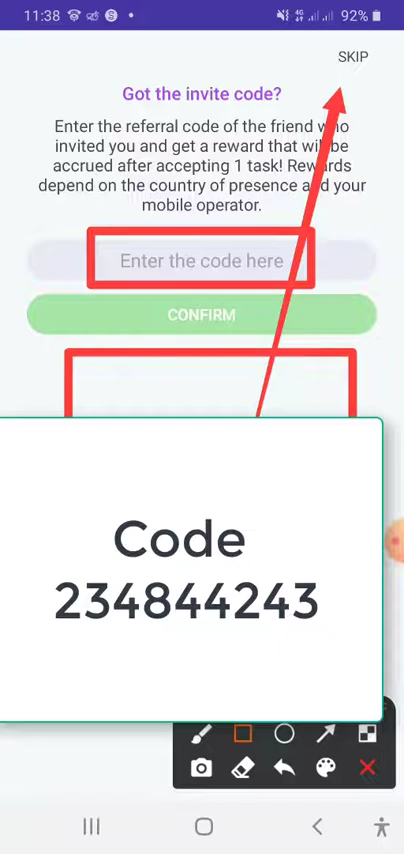 11:38
4G
92%
SKIP
Got the invite code?
Enter the referral code of the friend who
invited you and get a reward that will be
accrued after accepting 1 task! Rewards
depend on the country of presence and your
mobile operator.
Enter the code here
CONFIRM
Code
234844243